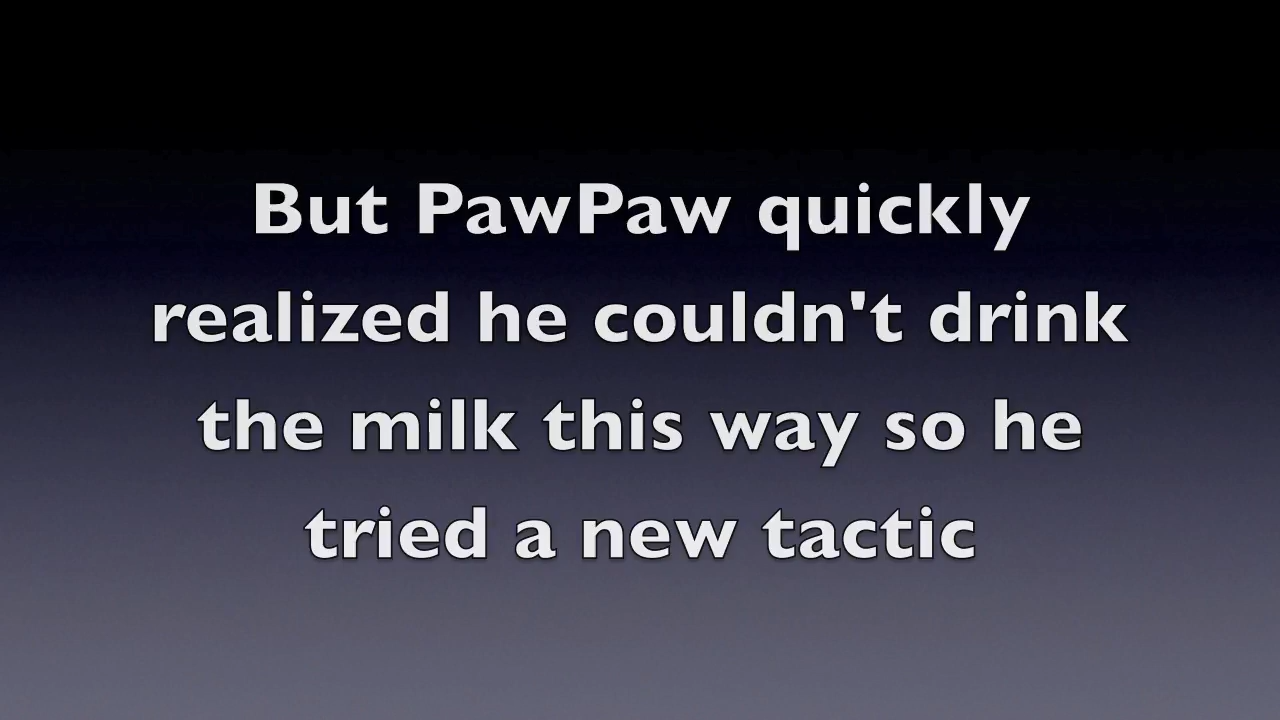 But PawPaw quickly
realized he couldn't drink
the milk this way so he
tried a new tactic